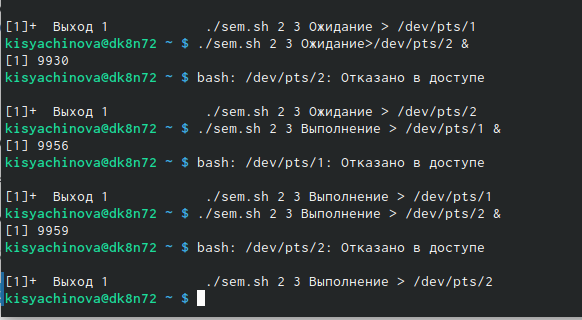 [1]+  Выход 1            ./sem.sh 2 3 Ожидание > /dev/pts/1
kisyachinova@dk8n72 ~ $ ./sem.sh 2 3 Ожидание>/dev/pts/2 &
[1] 9930
kisyachinova@dk8n72 ~ $ bash: /dev/pts/2: Отказано в доступе
[1]+  Выход 1            ./sem.sh 2 3 Ожидание > /dev/pts/2
kisyachinova@dk8n72 ~ $ ./sem.sh 2 3 Выполнение > /dev/pts/1 &
[1] 9956
kisyachinova@dk8n72 ~ $ bash: /dev/pts/1: Отказано в доступе
[1]+  Выход 1            ./sem.sh 2 3 Выполнение > /dev/pts/1
kisyachinova@dk8n72 ~ $ ./sem.sh 2 3 Выполнение > /dev/pts/2 &
[1] 9959
kisyachinova@dk8n72 ~ $ bash: /dev/pts/2: Отказано в доступе
[1]+  Выход 1            ./sem.sh 2 3 Выполнение > /dev/pts/2
kisyachinova@dk8n72 ~ $